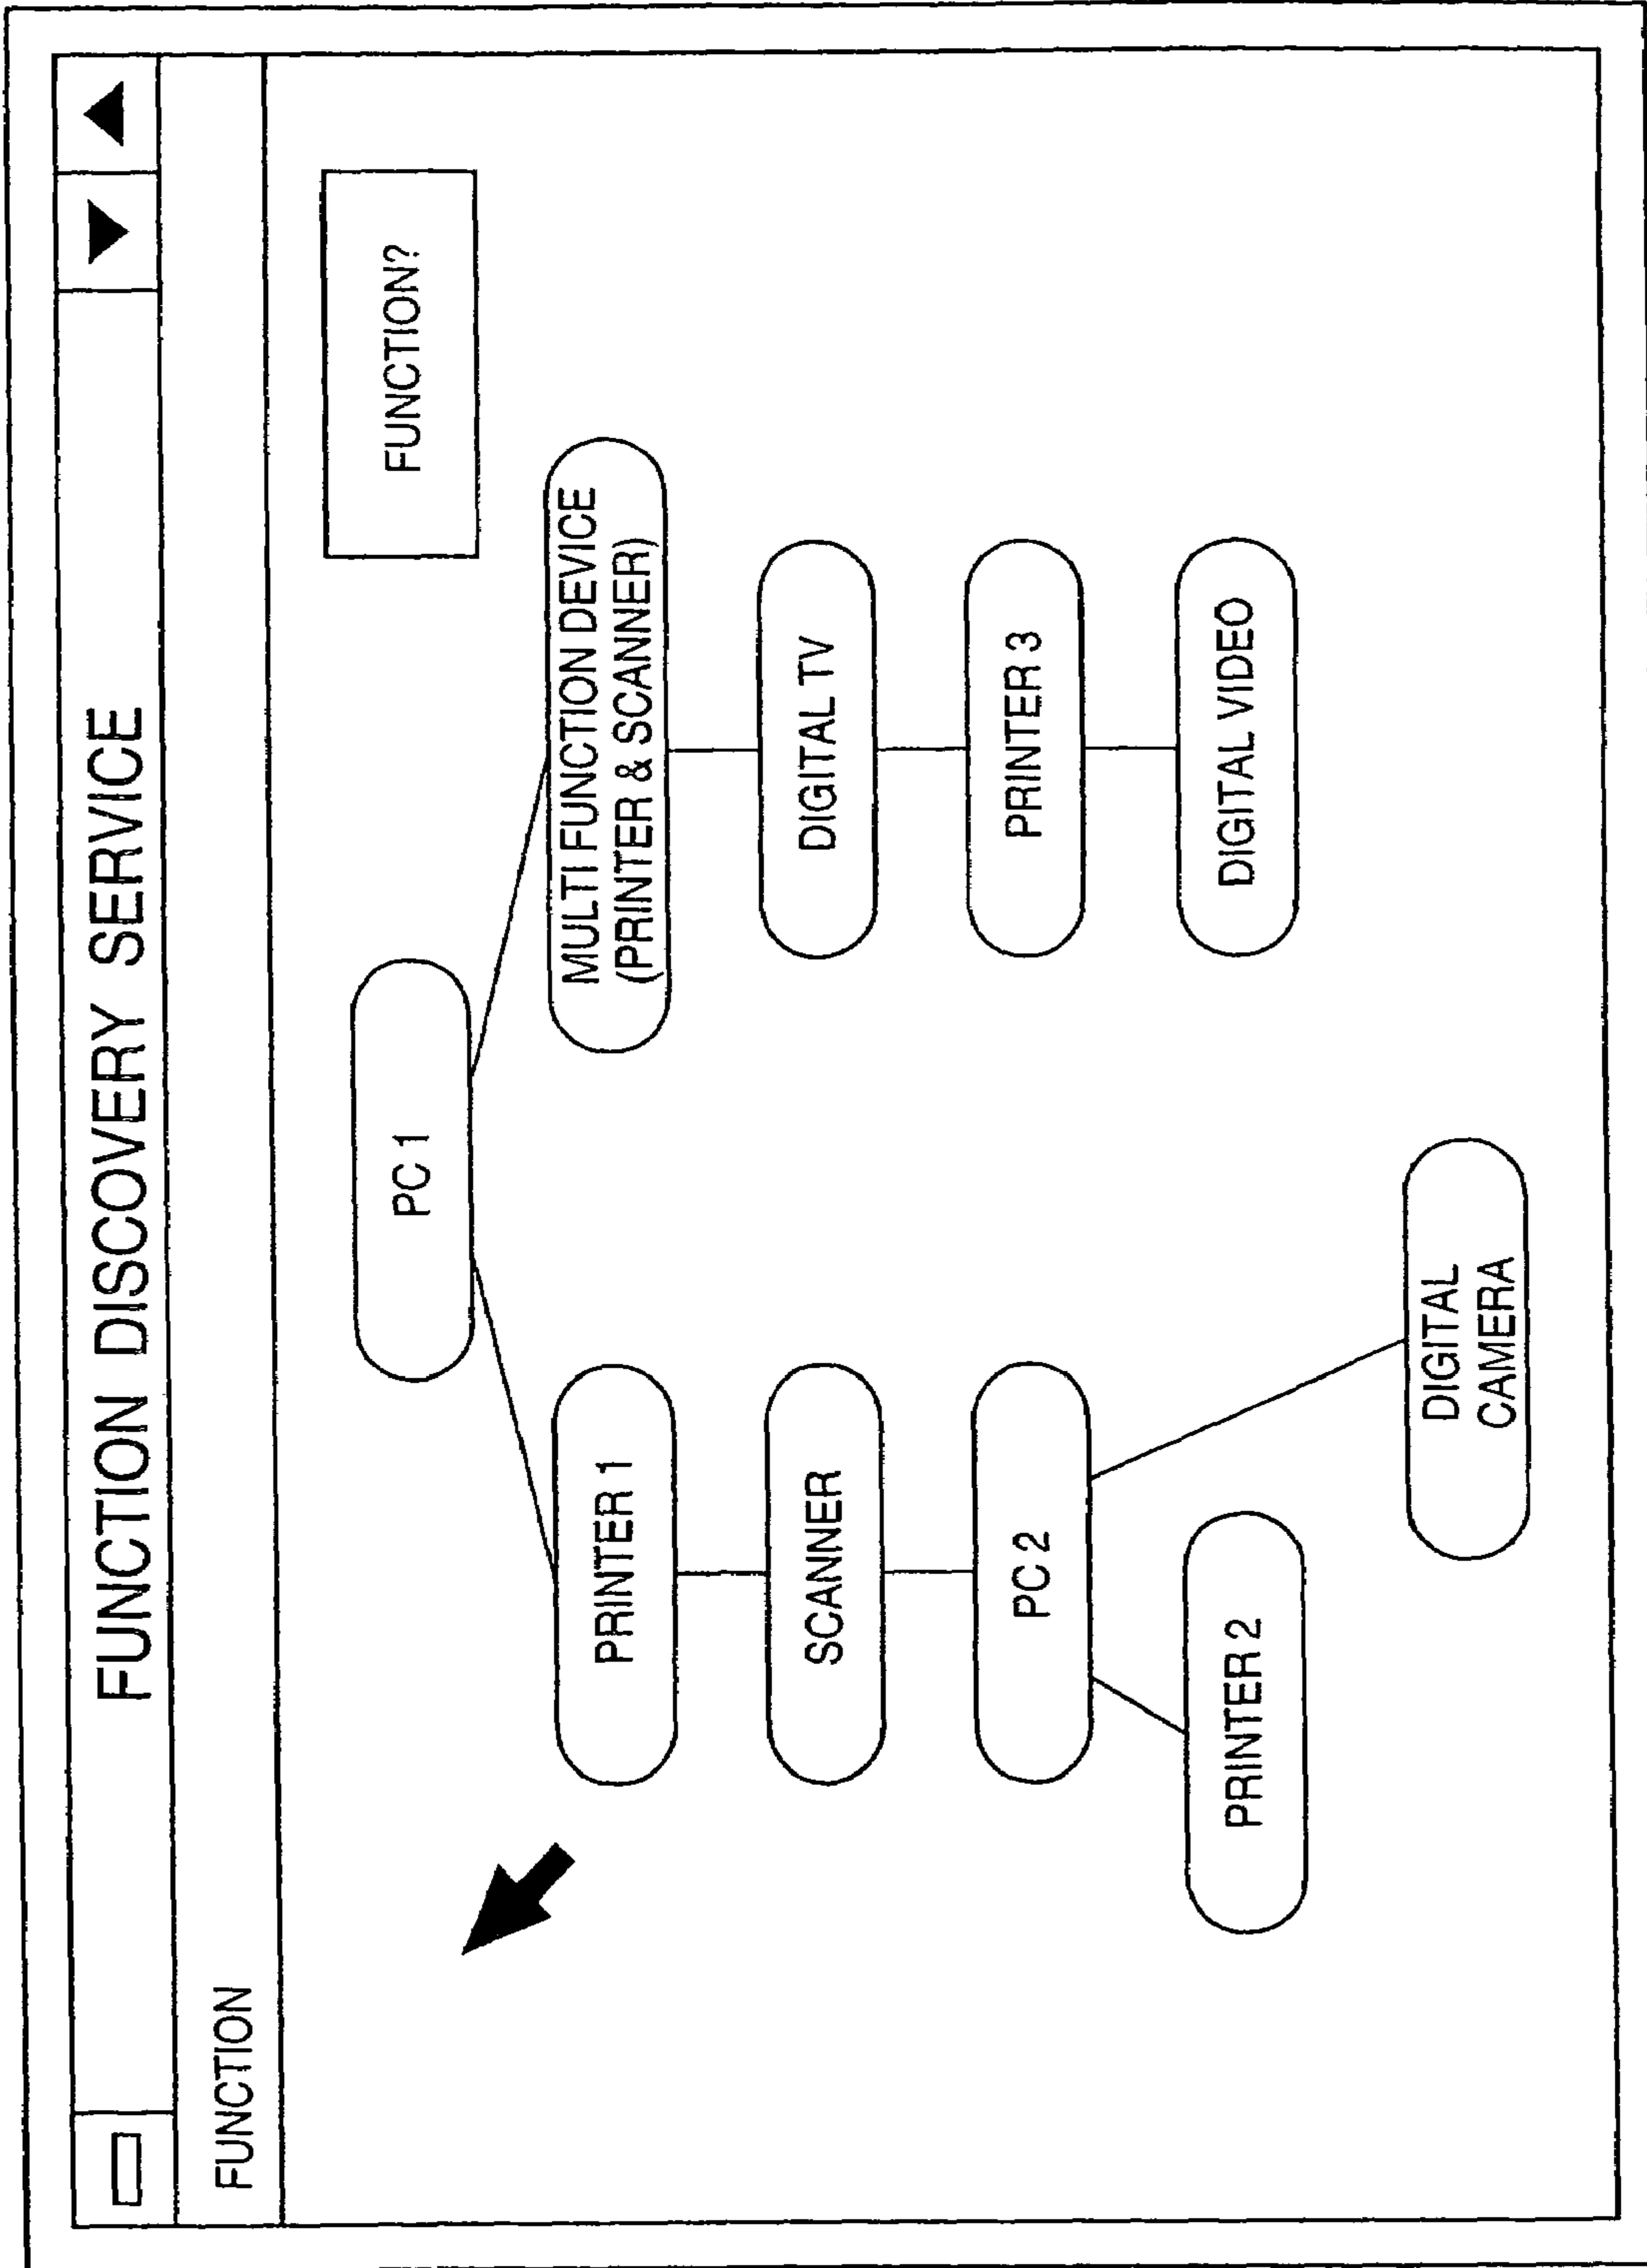 FUNCTION DISCOVERY SERVICE
FUNCTION
FUNCTION?
PC 1
PRINTER 1
MULTI FUNCTION DEVICE
(PRINTER & SCANNER)
SCANNER
DIGITAL TV
PC 2
PRINTER 3
PRINTER 2
DIGITAL VIDEO
DIGITAL
CAMERA